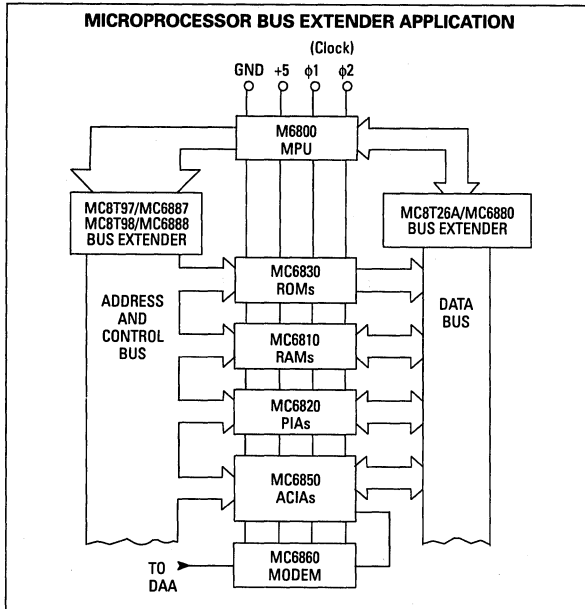 MICROPROCESSOR BUS EXTENDER APPLICATION
(Clock)
GND +5 ϕ1 ϕ2
M6800
MPU
MC8T97/MC6887
MC8T98/MC6888
BUS EXTENDER
MC8T26A/MC6880
BUS EXTENDER
MC6830
ROMs
ADDRESS
AND
CONTROL
BUS
DATA
BUS
MC6810
RAMs
MC6820
PIAs
MC6850
ACIAs
MC6860
MODEM
TO
DAA